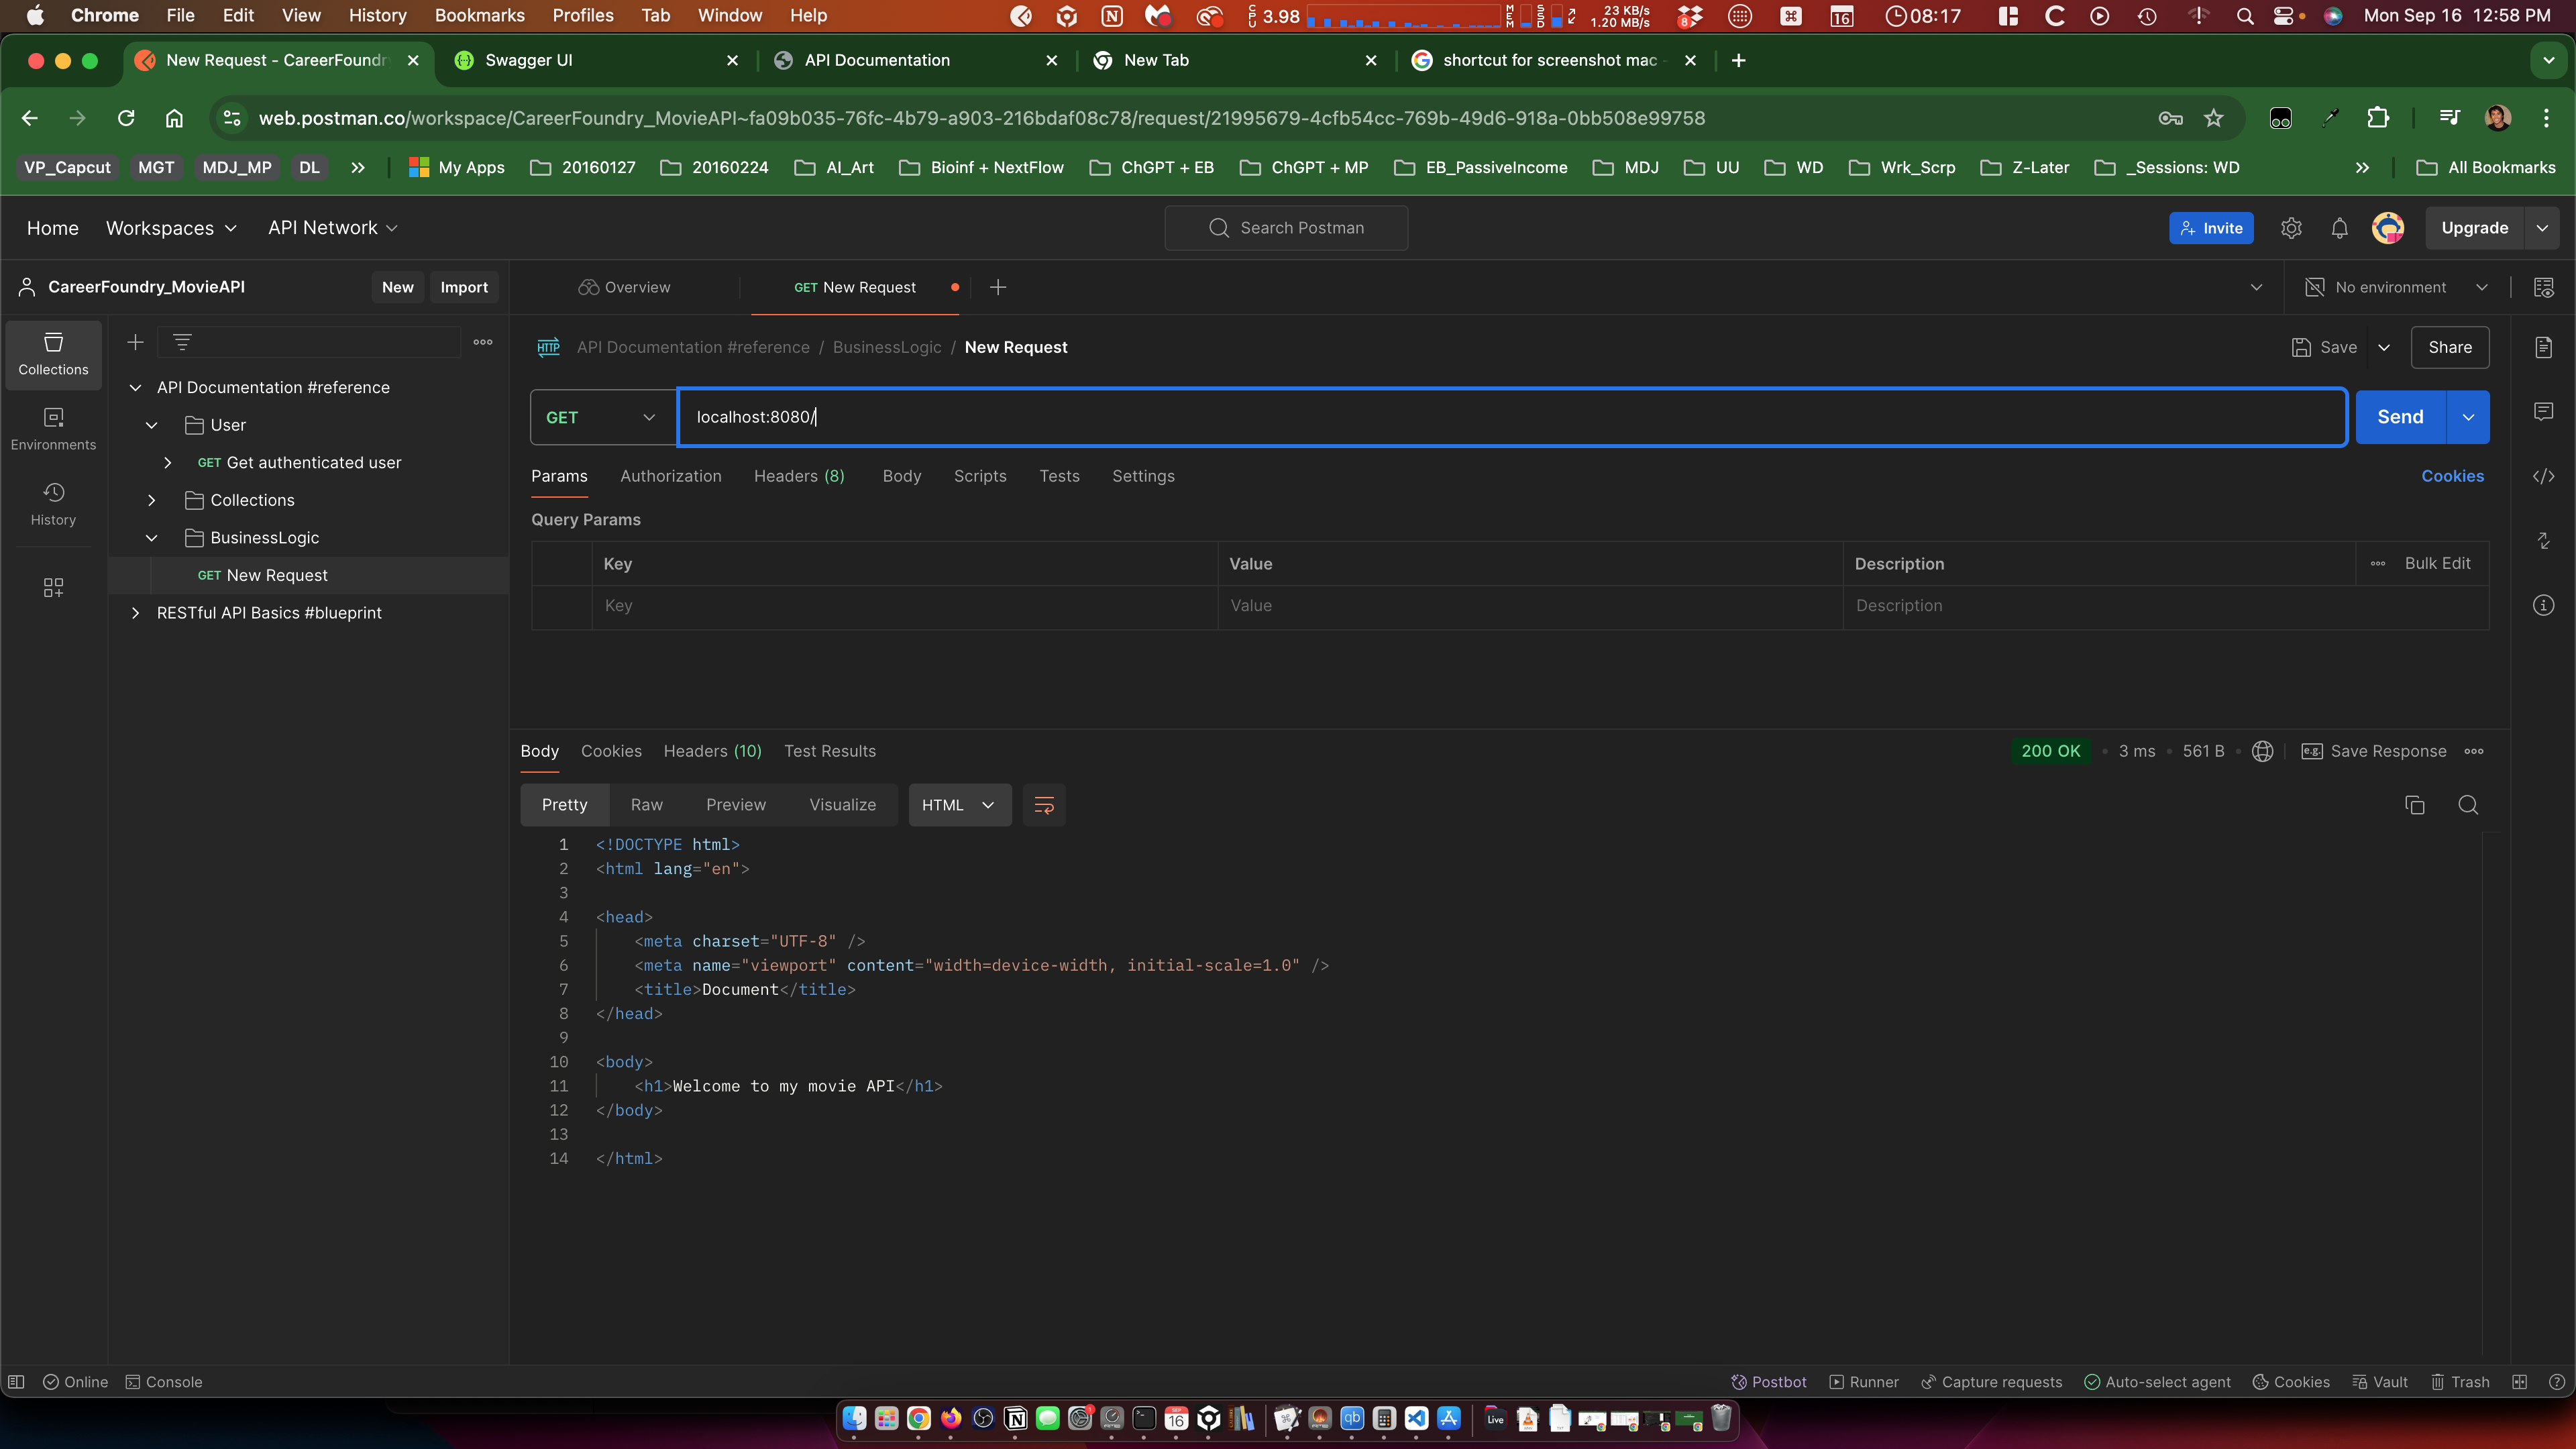 Chrome File Edit View History Bookmarks Profiles Tab Window Help CPU 3.98 MEM SSD 23 KB/s 1.20 MB/s 8 16 08:17 Mon Sep 16 12:58 PM
New Request - CareerFoundr Swagger UI API Documentation New Tab shortcut for screenshot mac -
web.postman.co/workspace/CareerFoundry_MovieAPI~fa09b035-76fc-4b79-a903-216bdaf08c78/request/21995679-4cfb54cc-769b-49d6-918a-0bb508e99758
VP_Capcut MGT MDJ_MP DL My Apps 20160127 20160224 AI_Art Bioinf + NextFlow ChGPT + EB ChGPT + MP EB_PassiveIncome MDJ UU WD Wrk_Scrp Z-Later _Sessions: WD All Bookmarks
Home Workspaces API Network Search Postman Invite Upgrade
CareerFoundry_MovieAPI New Import Overview GET New Request No environment
Collections
Environments
History
API Documentation #reference
User
GET Get authenticated user
Collections
BusinessLogic
GET New Request
RESTful API Basics #blueprint
HTTP API Documentation #reference / BusinessLogic / New Request Save Share
GET localhost:8080/ Send
Params Authorization Headers (8) Body Scripts Tests Settings Cookies
Query Params
Key Value Description Bulk Edit
Key Value Description
Body Cookies Headers (10) Test Results 200 OK 3 ms 561 B e.g. Save Response
Pretty Raw Preview Visualize HTML
1 <!DOCTYPE html>
2 <html lang="en">
3
4 <head>
5 <meta charset="UTF-8" />
6 <meta name="viewport" content="width=device-width, initial-scale=1.0" />
7 <title>Document</title>
8 </head>
9
10 <body>
11 <h1>Welcome to my movie API</h1>
12 </body>
13
14 </html>
Online Console Postbot Runner Capture requests Auto-select agent Cookies Vault Trash
1 SEP 16 qb Live